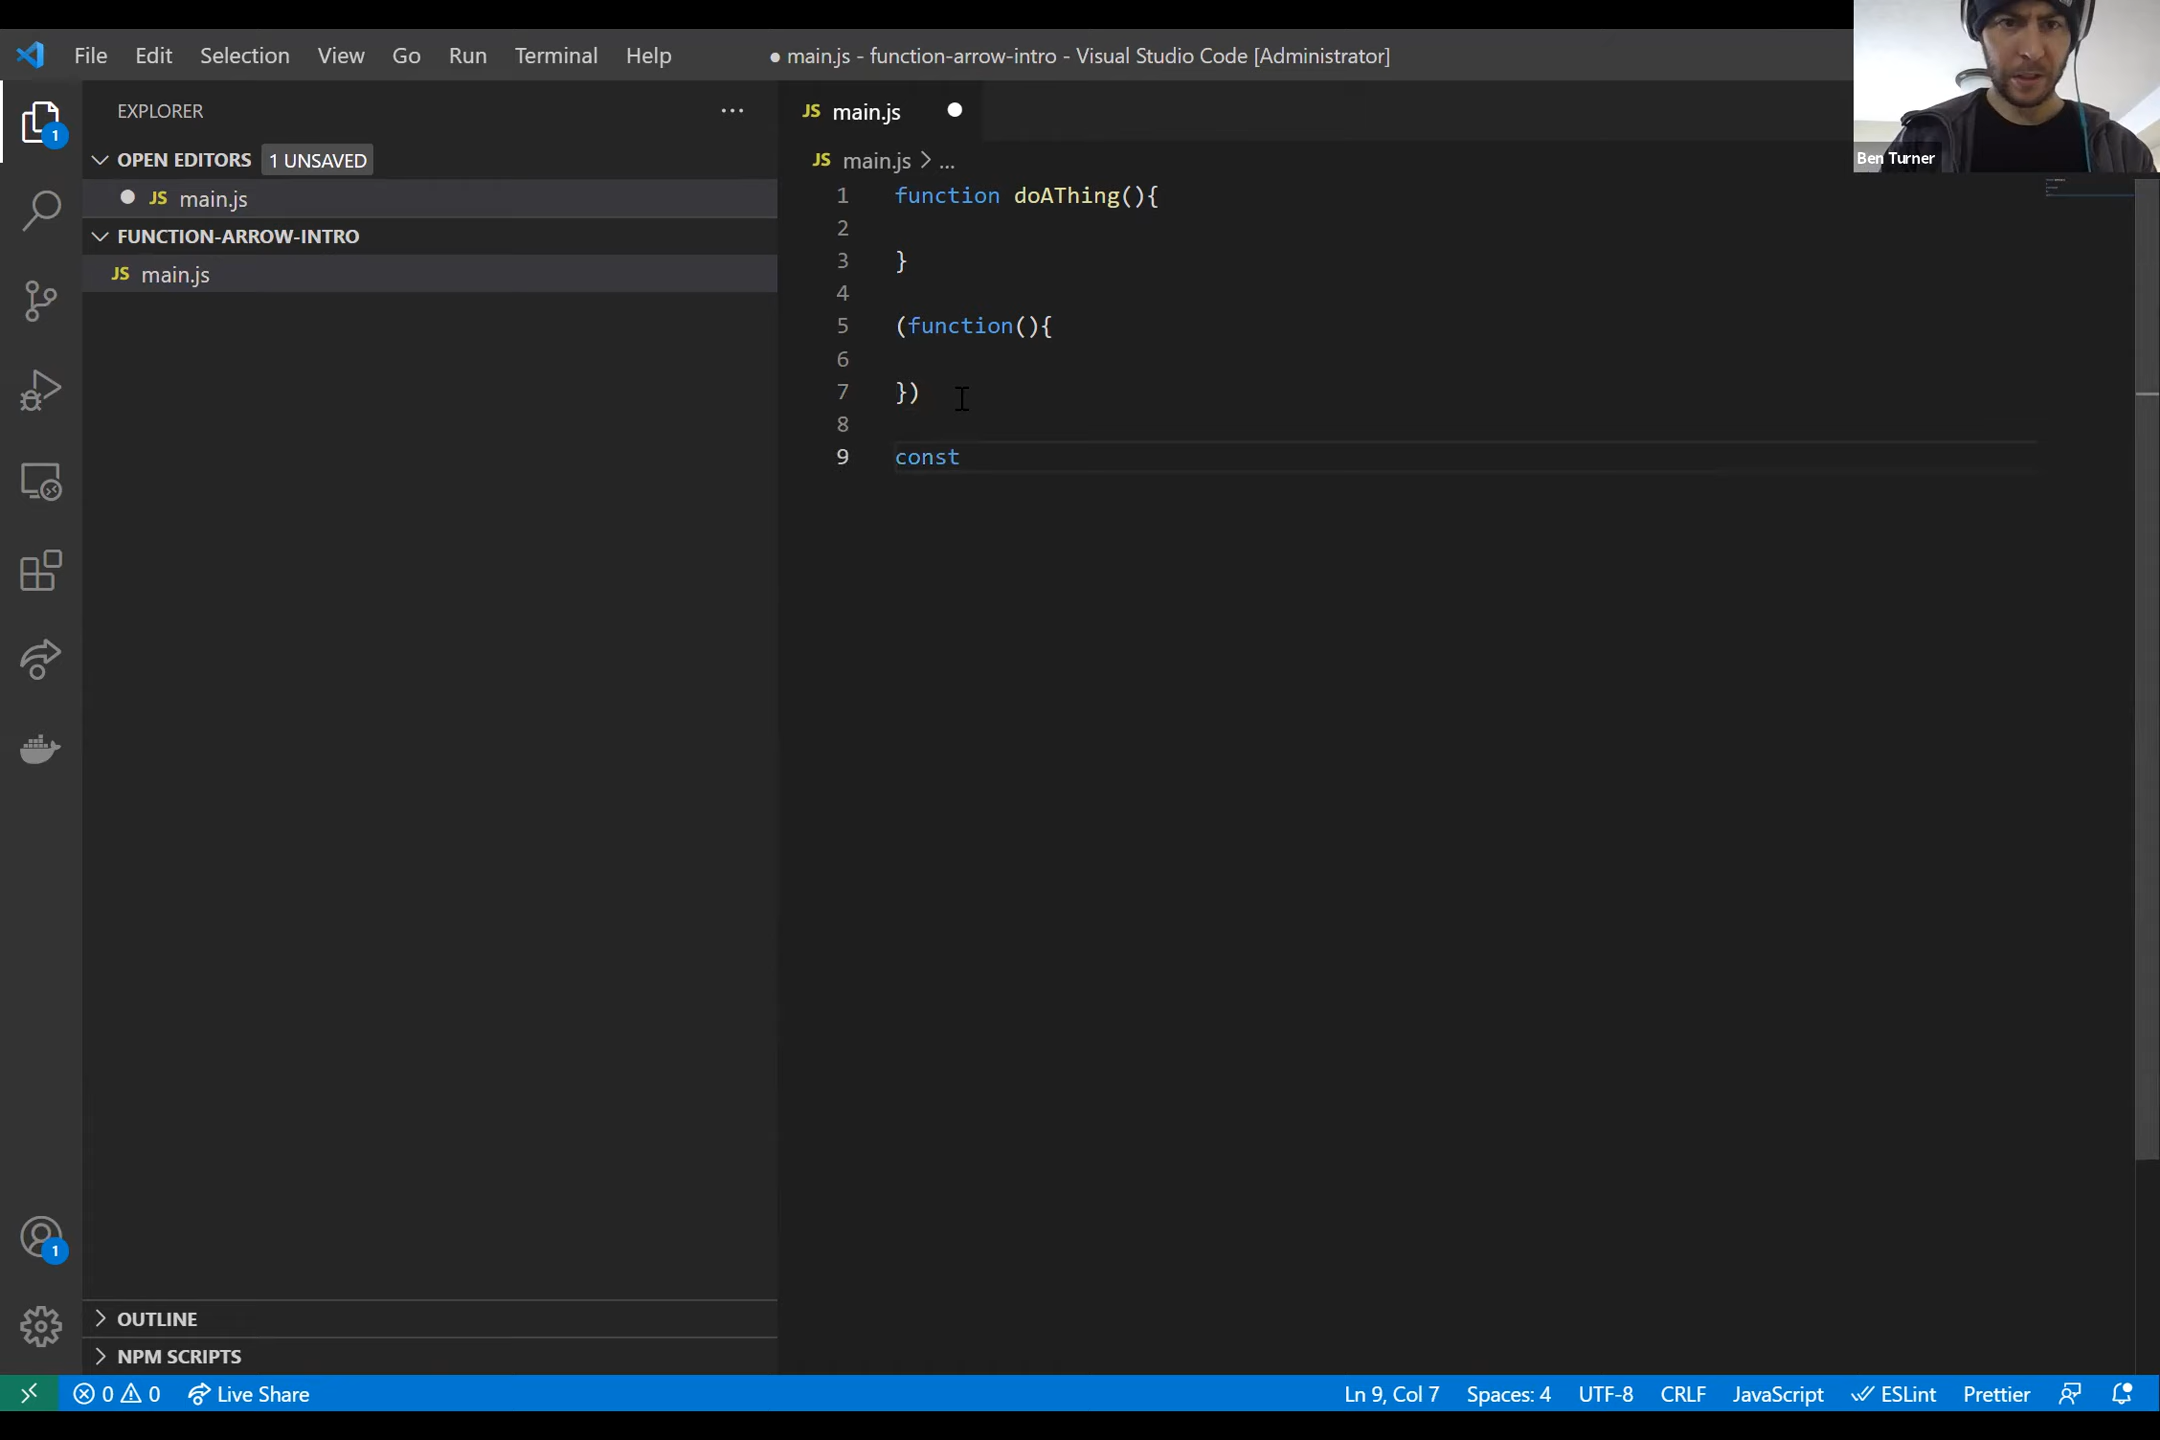 File Edit Selection View Go Run Terminal Help ● main.js - function-arrow-intro - Visual Studio Code [Administrator]
Ben Turner
EXPLORER ...
OPEN EDITORS 1 UNSAVED
JS main.js
FUNCTION-ARROW-INTRO
JS main.js
1
JS main.js
JS main.js > ...
1 function doAThing(){
2
3 }
4
5 (function(){
6
7 })
8
9 const
1
OUTLINE
NPM SCRIPTS
0 0 Live Share Ln 9, Col 7 Spaces: 4 UTF-8 CRLF JavaScript ESLint Prettier